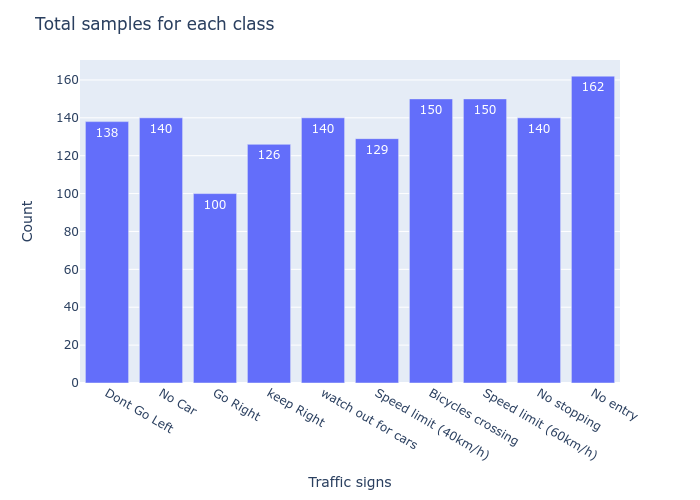 Total samples for each class
Count
160
140
120
100
80
60
40
20
0
138
140
100
126
140
129
150
150
140
162
Dont Go Left
No Car
Go Right
keep Right
watch out for cars
Speed limit (40km/h)
Bicycles crossing
Speed limit (60km/h)
No stopping
No entry
Traffic signs